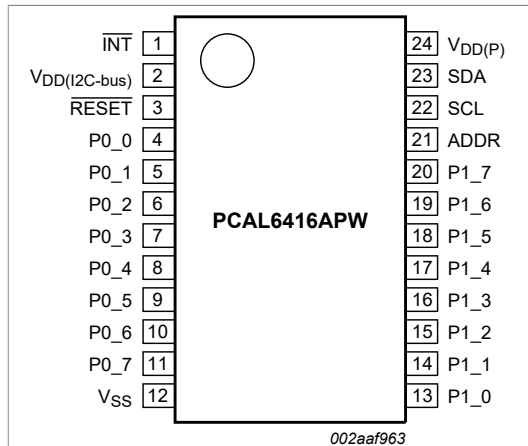 INT 1 24 VDD(P)
VDD(I2C-bus) 2 23 SDA
RESET 3 22 SCL
P0_0 4 21 ADDR
P0_1 5 20 P1_7
P0_2 6 19 P1_6
P0_3 7 PCAL6416APW 18 P1_5
P0_4 8 17 P1_4
P0_5 9 16 P1_3
P0_6 10 15 P1_2
P0_7 11 14 P1_1
VSS 12 13 P1_0
002aaf963